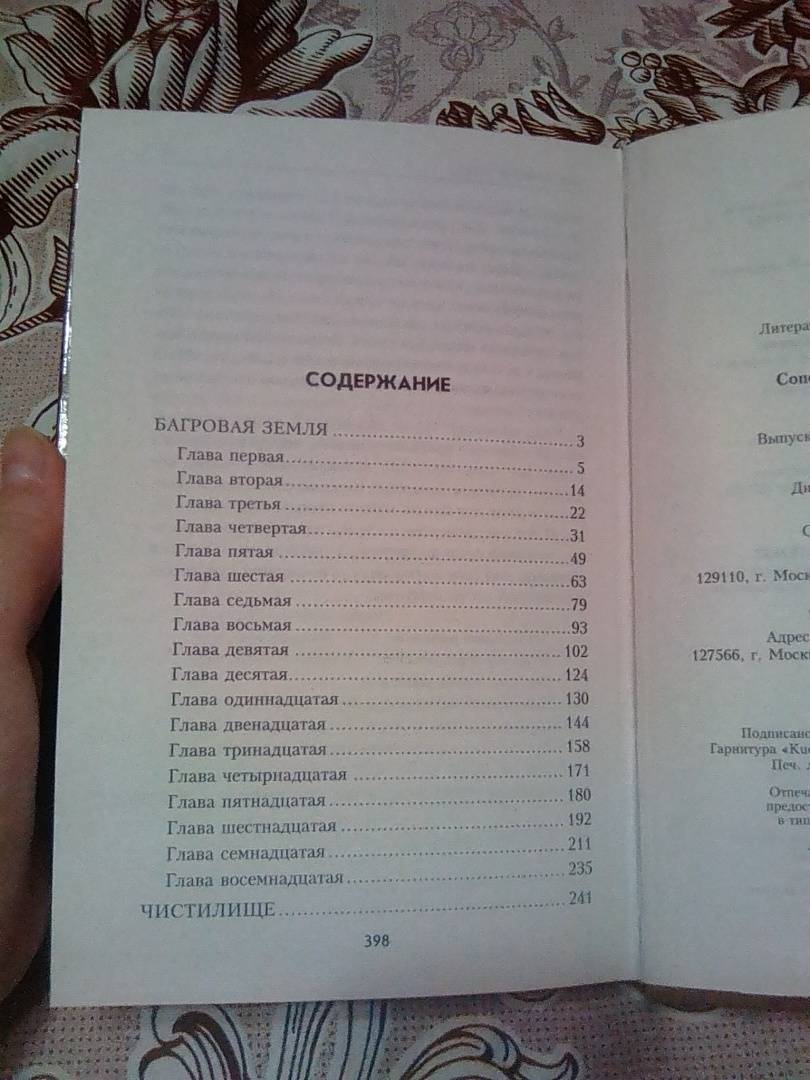 СОДЕРЖАНИЕ
БАГРОВАЯ ЗЕМЛЯ 3
Глава первая 5
Глава вторая 14
Глава третья 22
Глава четвертая 31
Глава пятая 49
Глава шестая 63
Глава седьмая 79
Глава восьмая 93
Глава девятая 102
Глава десятая 124
Глава одиннадцатая 130
Глава двенадцатая 144
Глава тринадцатая 158
Глава четырнадцатая 171
Глава пятнадцатая 180
Глава шестнадцатая 192
Глава семнадцатая 211
Глава восемнадцатая 235
ЧИСТИЛИЩЕ 241
398
Литера
Сопе
Выпуск
Ди
С
129110, г. Моск
Адрес
127566, г. Моск
Подписано
Гарнитура «Кud
Печ. л
Отпеча
предос
в тип